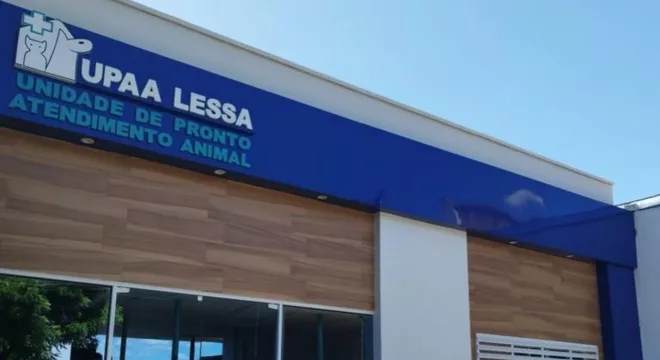 UPAA LESSA
UNIDADE DE PRONTO
ATENDIMENTO ANIMAL